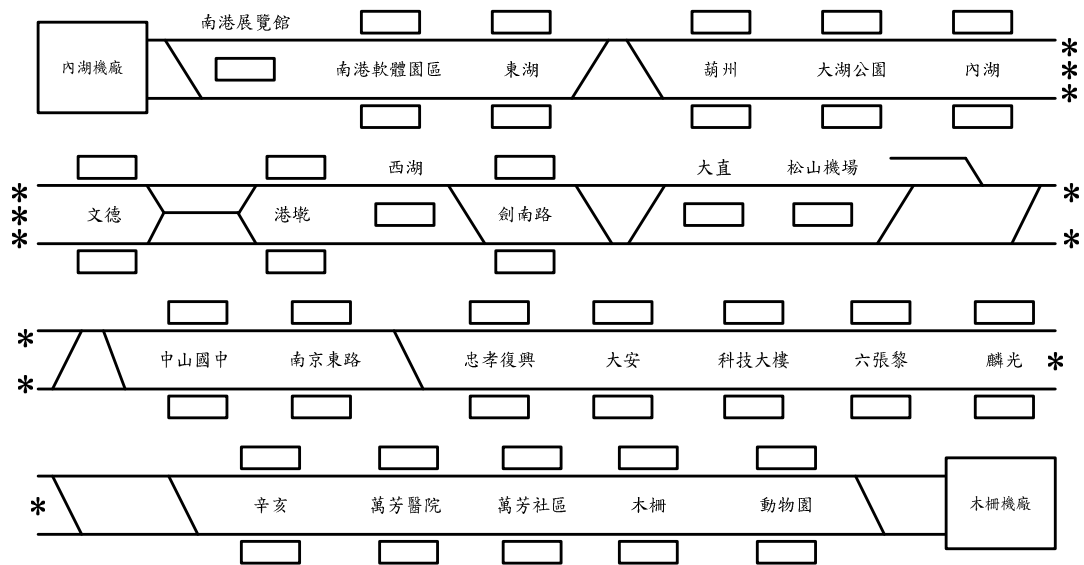 南港展覽館
內湖機廠
南港軟體園區
東湖
葫州
大湖公園
內湖
*
*
*
*
*
*
文德
港墘
西湖
劍南路
大直
松山機場
*
*
*
*
中山國中
南京東路
忠孝復興
大安
科技大樓
六張黎
麟光
*
*
辛亥
萬芳醫院
萬芳社區
木柵
動物園
木柵機廠